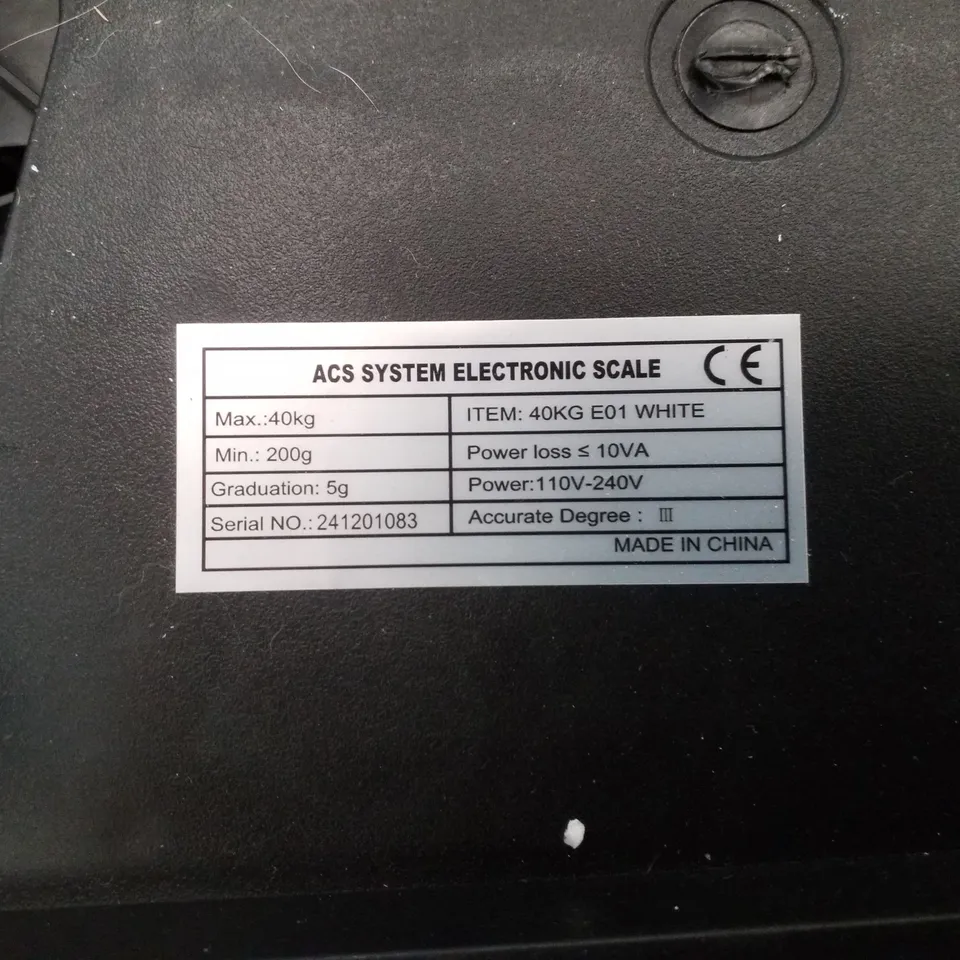 ACS SYSTEM ELECTRONIC SCALE CE
Max.:40kg ITEM: 40KG E01 WHITE
Min.: 200g Power loss ≤ 10VA
Graduation: 5g Power:110V-240V
Serial NO.: 241201083 Accurate Degree : Ⅲ
MADE IN CHINA